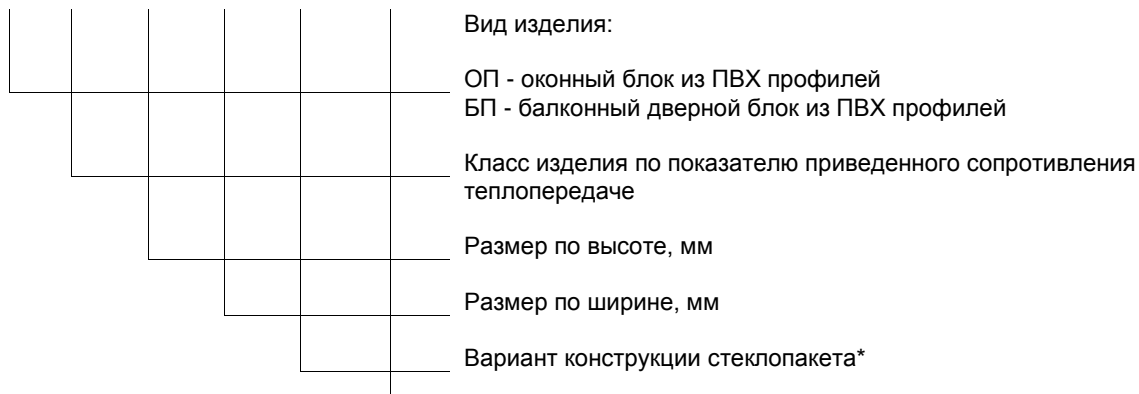 Вид изделия:
ОП - оконный блок из ПВХ профилей
БП - балконный дверной блок из ПВХ профилей
Класс изделия по показателю приведенного сопротивления
теплопередаче
Размер по высоте, мм
Размер по ширине, мм
Вариант конструкции стеклопакета*